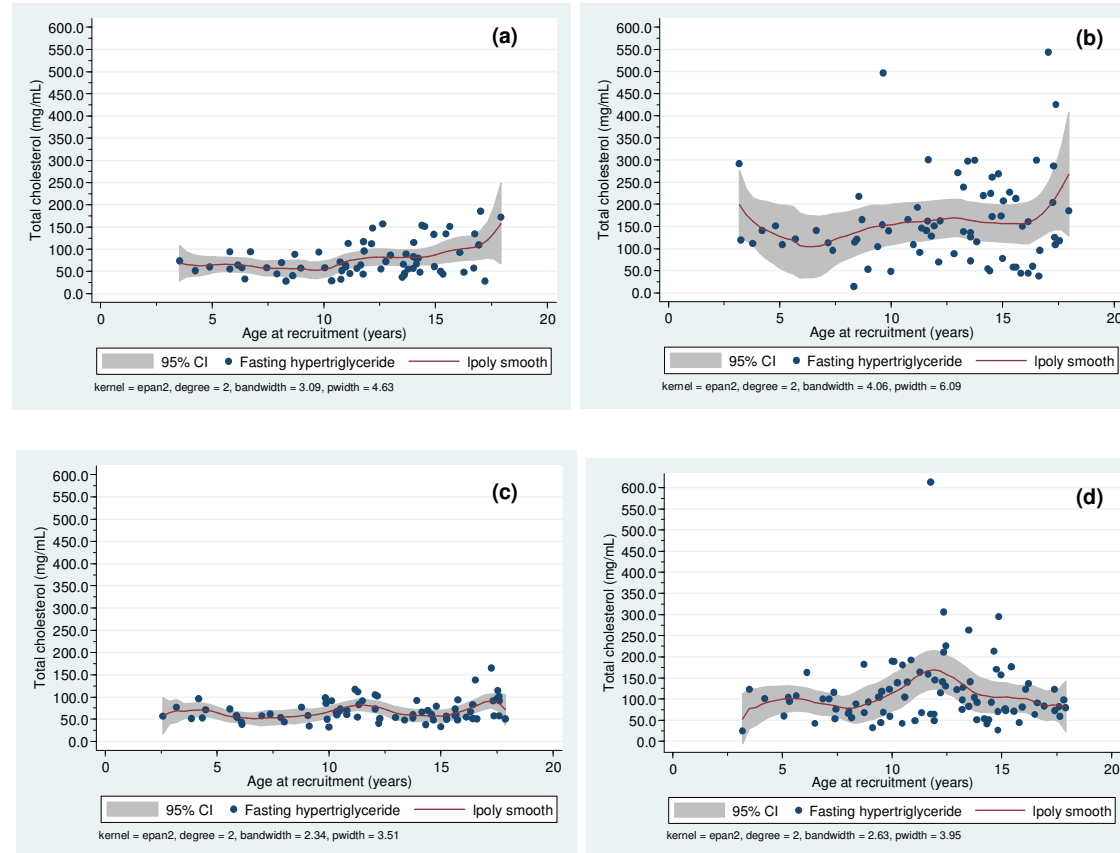 (a)
Total cholesterol (mg/mL)
600.0
550.0
500.0
450.0
400.0
350.0
300.0
250.0
200.0
150.0
100.0
50.0
0.0
0 5 10 15 20
Age at recruitment (years)
95% CI Fasting hypertriglyceride lpoly smooth
kernel = epan2, degree = 2, bandwidth = 3.09, pwidth = 4.63
(b)
Total cholesterol (mg/mL)
600.0
550.0
500.0
450.0
400.0
350.0
300.0
250.0
200.0
150.0
100.0
50.0
0.0
0 5 10 15 20
Age at recruitment (years)
95% CI Fasting hypertriglyceride lpoly smooth
kernel = epan2, degree = 2, bandwidth = 4.06, pwidth = 6.09
(c)
Total cholesterol (mg/mL)
600.0
550.0
500.0
450.0
400.0
350.0
300.0
250.0
200.0
150.0
100.0
50.0
0.0
0 5 10 15 20
Age at recruitment (years)
95% CI Fasting hypertriglyceride lpoly smooth
kernel = epan2, degree = 2, bandwidth = 2.34, pwidth = 3.51
(d)
Total cholesterol (mg/mL)
600.0
550.0
500.0
450.0
400.0
350.0
300.0
250.0
200.0
150.0
100.0
50.0
0.0
0 5 10 15 20
Age at recruitment (years)
95% CI Fasting hypertriglyceride lpoly smooth
kernel = epan2, degree = 2, bandwidth = 2.63, pwidth = 3.95